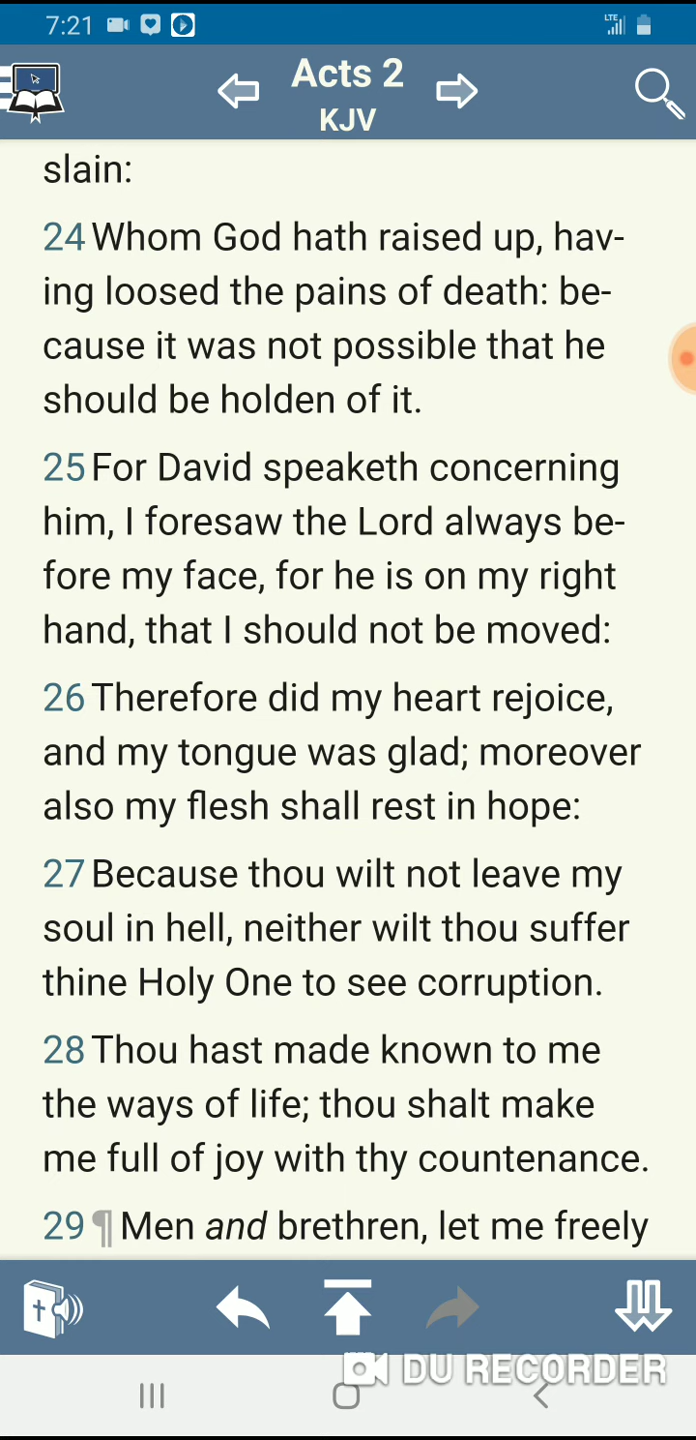 7:21
LTE
Acts 2
KJV
slain:
24 Whom God hath raised up, hav-
ing loosed the pains of death: be-
cause it was not possible that he
should be holden of it.
25 For David speaketh concerning
him, I foresaw the Lord always be-
fore my face, for he is on my right
hand, that I should not be moved:
26 Therefore did my heart rejoice,
and my tongue was glad; moreover
also my flesh shall rest in hope:
27 Because thou wilt not leave my
soul in hell, neither wilt thou suffer
thine Holy One to see corruption.
28 Thou hast made known to me
the ways of life; thou shalt make
me full of joy with thy countenance.
29 ¶ Men and brethren, let me freely
DU RECORDER